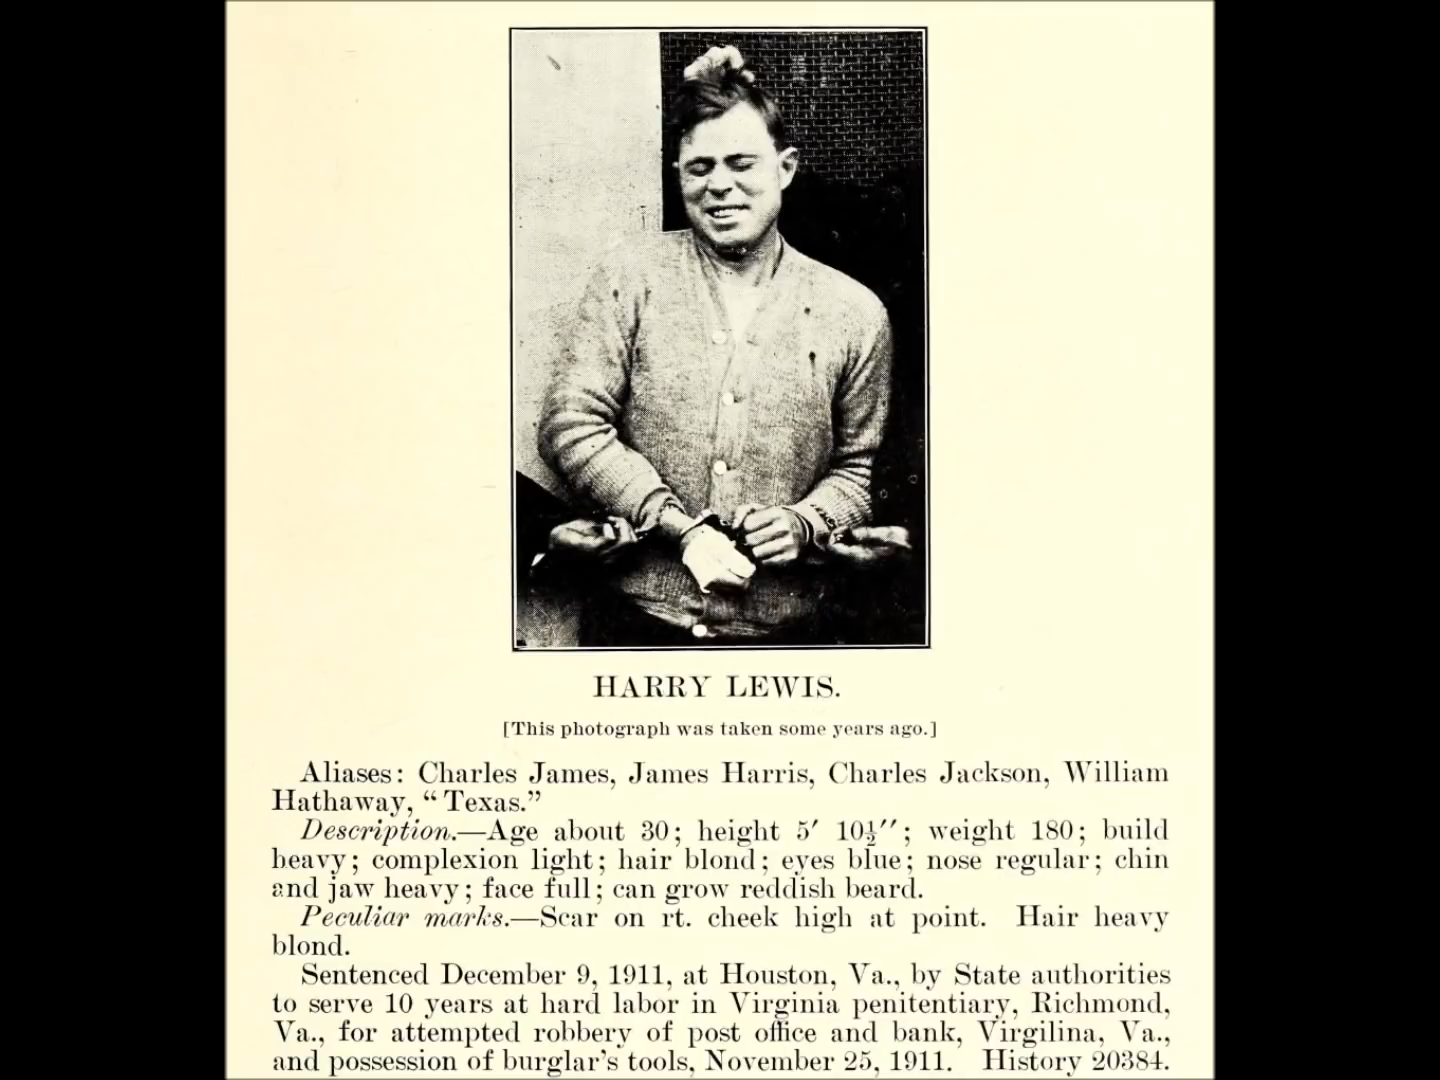 HARRY LEWIS.
[This photograph was taken some years ago.]
Aliases: Charles James, James Harris, Charles Jackson, William
Hathaway, “Texas.”
Description.—Age about 30; height 5′ 10½′′; weight 180; build
heavy; complexion light; hair blond; eyes blue; nose regular; chin
and jaw heavy; face full; can grow reddish beard.
Peculiar marks.—Scar on rt. cheek high at point. Hair heavy
blond.
Sentenced December 9, 1911, at Houston, Va., by State authorities
to serve 10 years at hard labor in Virginia penitentiary, Richmond,
Va., for attempted robbery of post office and bank, Virgilina, Va.,
and possession of burglar’s tools, November 25, 1911. History 20384.